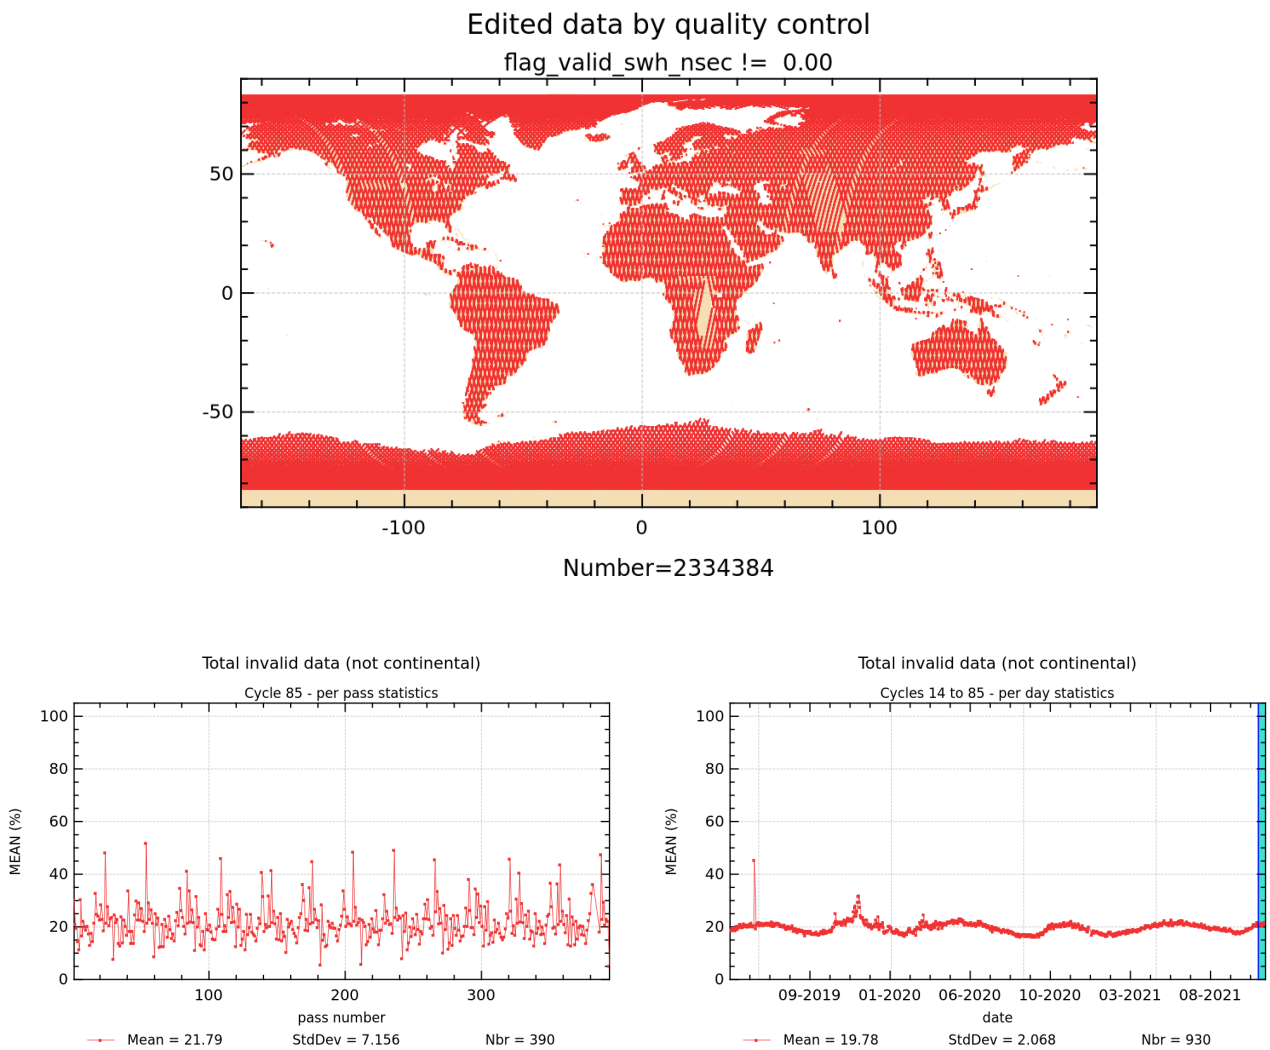 Edited data by quality control
flag_valid_swh_nsec !=  0.00
50
0
-50
-100 0 100
Number=2334384
Total invalid data (not continental)
Cycle 85 - per pass statistics
MEAN (%)
100
80
60
40
20
0
100 200 300
pass number
Mean = 21.79 StdDev = 7.156 Nbr = 390
Total invalid data (not continental)
Cycles 14 to 85 - per day statistics
MEAN (%)
100
80
60
40
20
0
09-2019 01-2020 06-2020 10-2020 03-2021 08-2021
date
Mean = 19.78 StdDev = 2.068 Nbr = 930